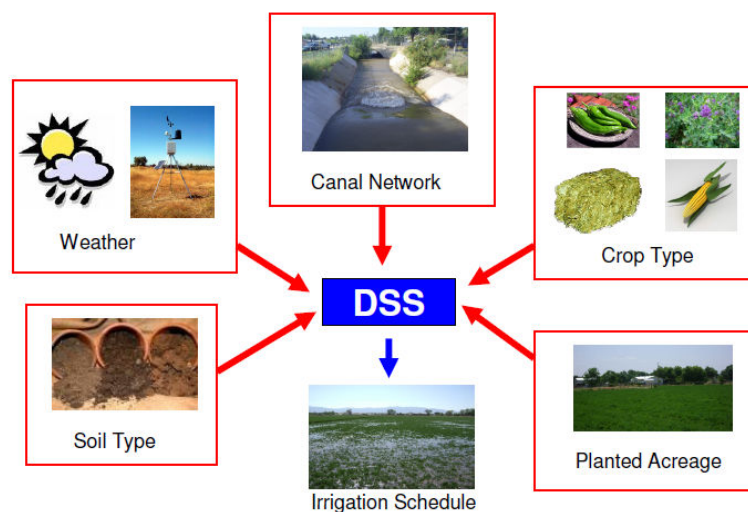 Canal Network
Weather
Crop Type
DSS
Soil Type
Planted Acreage
Irrigation Schedule